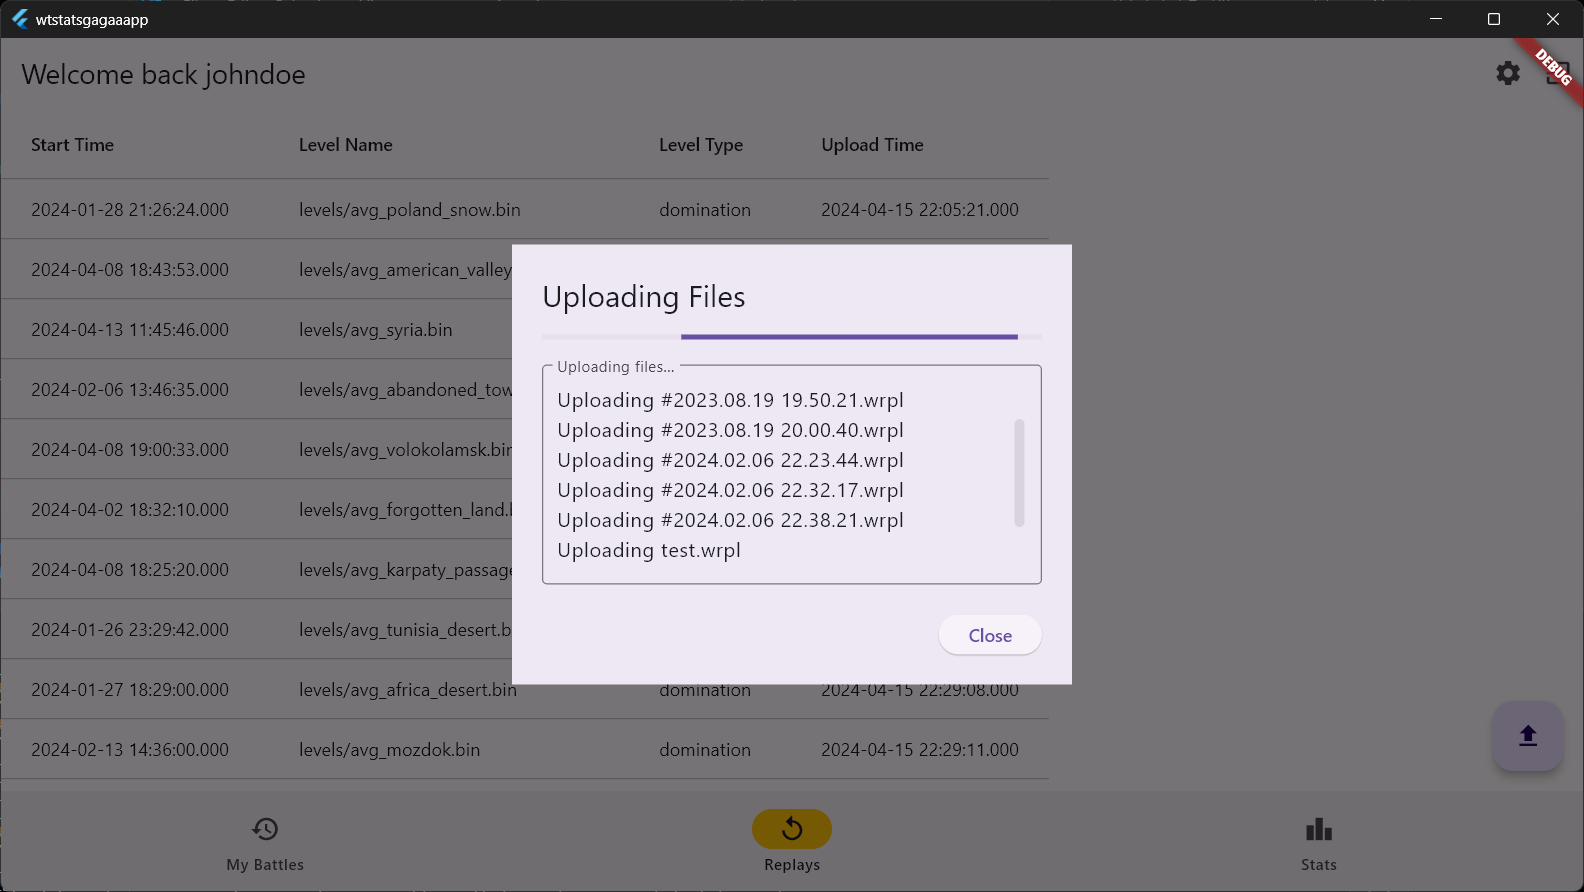 wtstatsgagaaapp
Welcome back johndoe
DEBUG
Start Time Level Name Level Type Upload Time
2024-01-28 21:26:24.000 levels/avg_poland_snow.bin domination 2024-04-15 22:05:21.000
2024-04-08 18:43:53.000 levels/avg_american_valley
2024-04-13 11:45:46.000 levels/avg_syria.bin
2024-02-06 13:46:35.000 levels/avg_abandoned_tow
2024-04-08 19:00:33.000 levels/avg_volokolamsk.bin
2024-04-02 18:32:10.000 levels/avg_forgotten_land.
2024-04-08 18:25:20.000 levels/avg_karpaty_passage
2024-01-26 23:29:42.000 levels/avg_tunisia_desert.b
2024-01-27 18:29:00.000 levels/avg_africa_desert.bin domination 2024-04-15 22:29:08.000
2024-02-13 14:36:00.000 levels/avg_mozdok.bin domination 2024-04-15 22:29:11.000
Uploading Files
Uploading files...
Uploading #2023.08.19 19.50.21.wrpl
Uploading #2023.08.19 20.00.40.wrpl
Uploading #2024.02.06 22.23.44.wrpl
Uploading #2024.02.06 22.32.17.wrpl
Uploading #2024.02.06 22.38.21.wrpl
Uploading test.wrpl
Close
My Battles Replays Stats